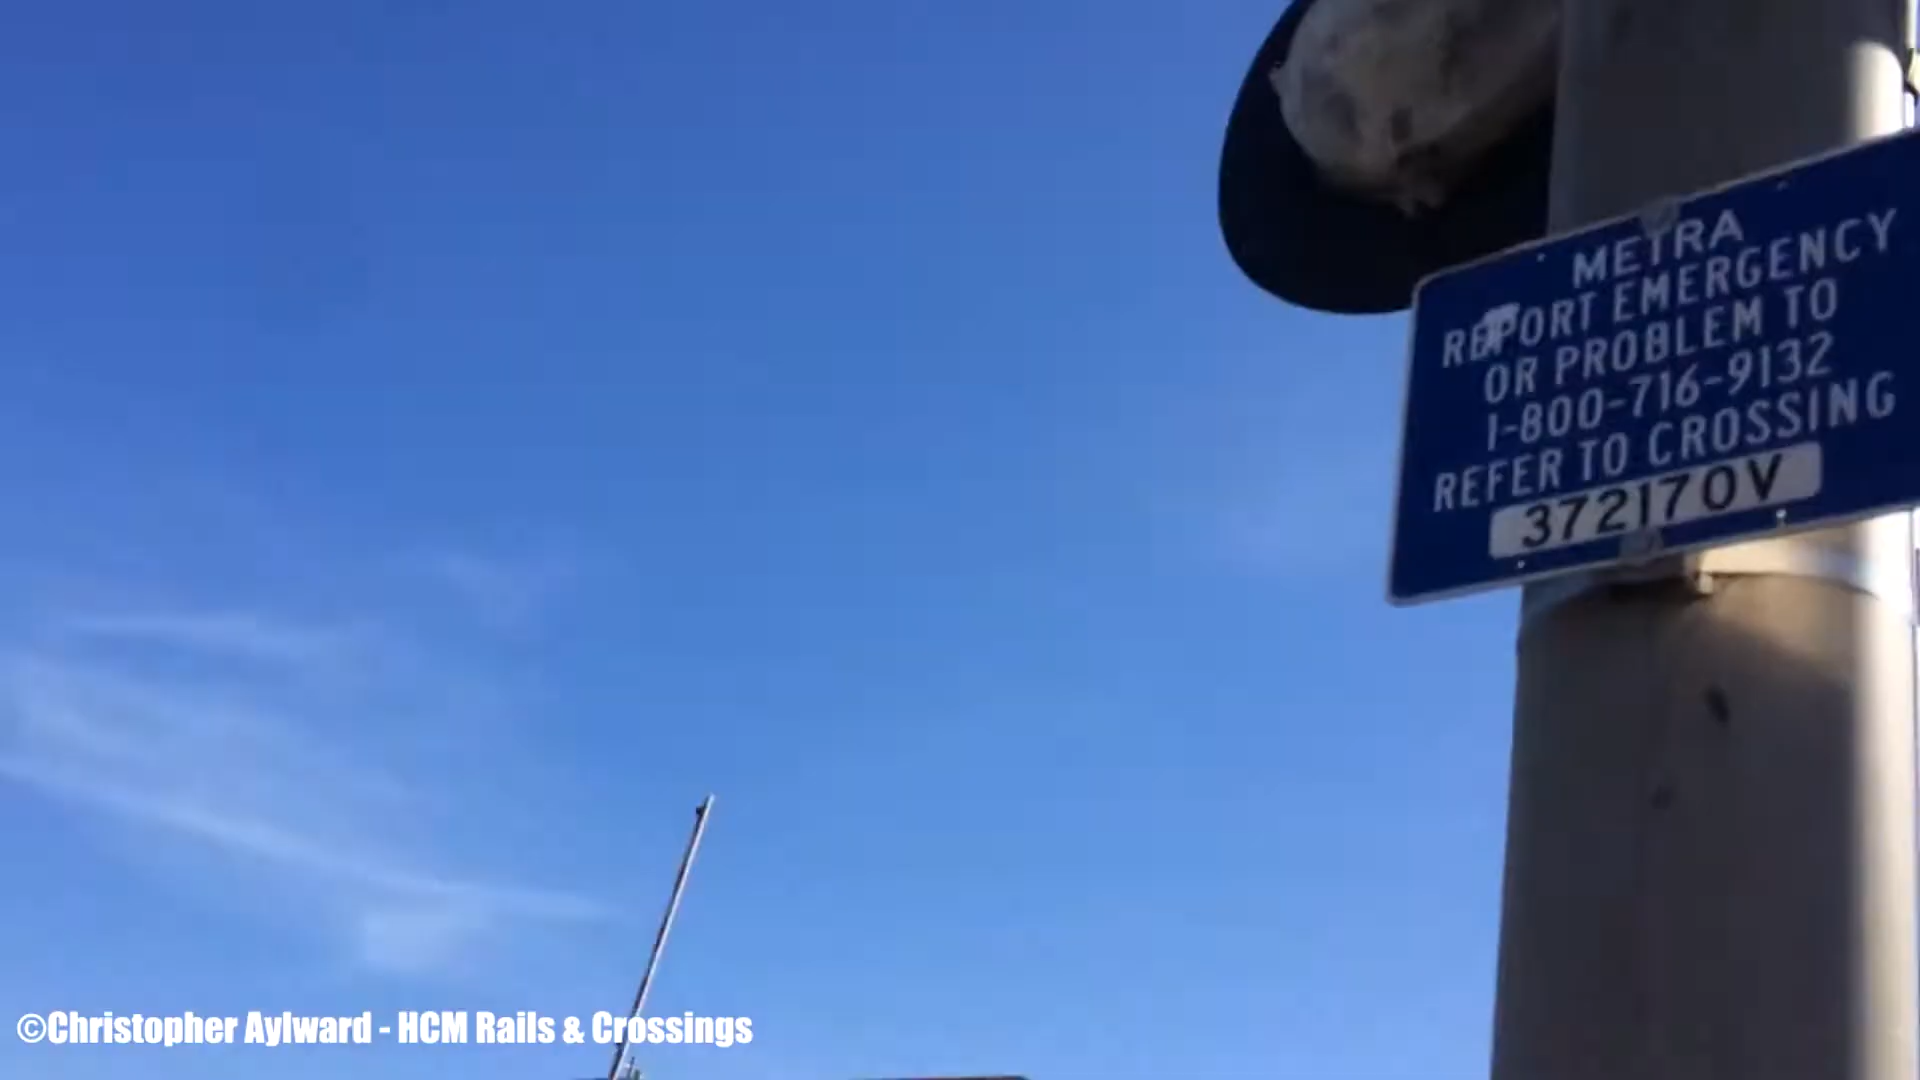 METRA
REPORT EMERGENCY
OR PROBLEM TO
1-800-716-9132
REFER TO CROSSING
372170V
©Christopher Aylward - HCM Rails & Crossings